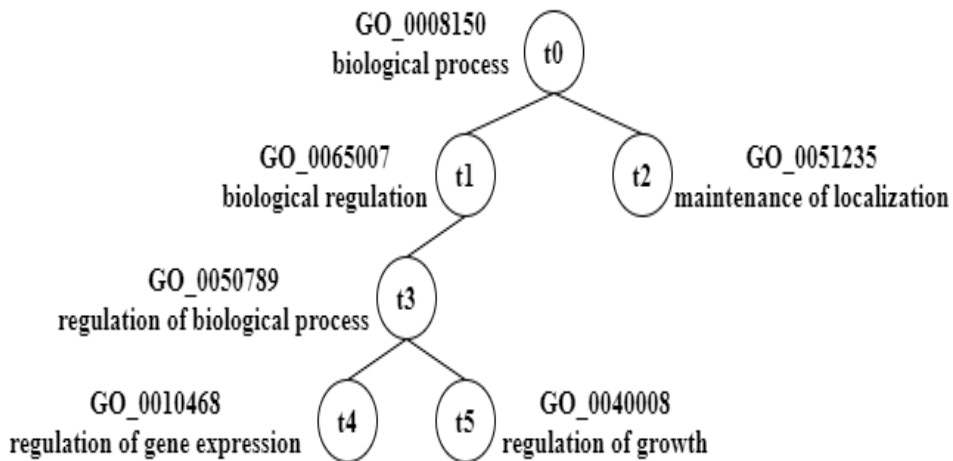 GO_0008150
biological process
t0
GO_0065007
biological regulation
t1
t2
GO_0051235
maintenance of localization
GO_0050789
regulation of biological process
t3
GO_0010468
regulation of gene expression
t4
t5
GO_0040008
regulation of growth